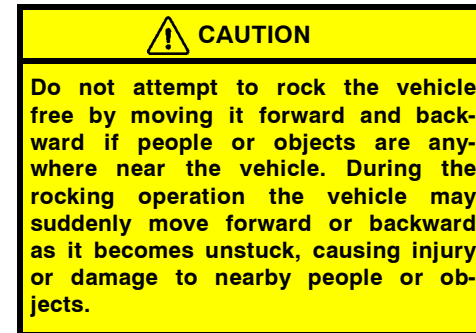 CAUTION
Do not attempt to rock the vehicle
free by moving it forward and back-
ward if people or objects are any-
where near the vehicle. During the
rocking operation the vehicle may
suddenly move forward or backward
as it becomes unstuck, causing injury
or damage to nearby people or ob-
jects.